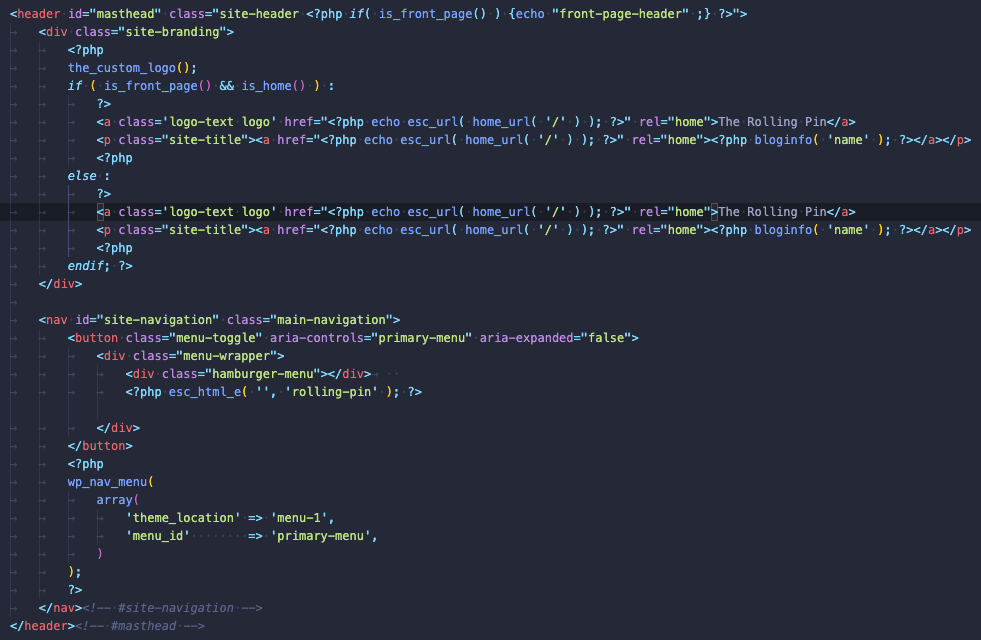 <header id="masthead" class="site-header <?php if( is_front_page() ) {echo "front-page-header" ;} ?>">
<div class="site-branding">
<?php
the_custom_logo();
if ( is_front_page() && is_home() ) :
?>
<a class='logo-text logo' href="<?php echo esc_url( home_url( '/' ) ); ?>" rel="home">The Rolling Pin</a>
<p class="site-title"><a href="<?php echo esc_url( home_url( '/' ) ); ?>" rel="home"><?php bloginfo( 'name' ); ?></a></p>
<?php
else :
?>
<a class='logo-text logo' href="<?php echo esc_url( home_url( '/' ) ); ?>" rel="home">The Rolling Pin</a>
<p class="site-title"><a href="<?php echo esc_url( home_url( '/' ) ); ?>" rel="home"><?php bloginfo( 'name' ); ?></a></p>
<?php
endif; ?>
</div>
<nav id="site-navigation" class="main-navigation">
<button class="menu-toggle" aria-controls="primary-menu" aria-expanded="false">
<div class="menu-wrapper">
<div class="hamburger-menu"></div>
<?php esc_html_e( '', 'rolling-pin' ); ?>
</div>
</button>
<?php
wp_nav_menu(
array(
'theme_location' => 'menu-1',
'menu_id' => 'primary-menu',
)
);
?>
</nav><!-- #site-navigation -->
</header><!-- #masthead -->